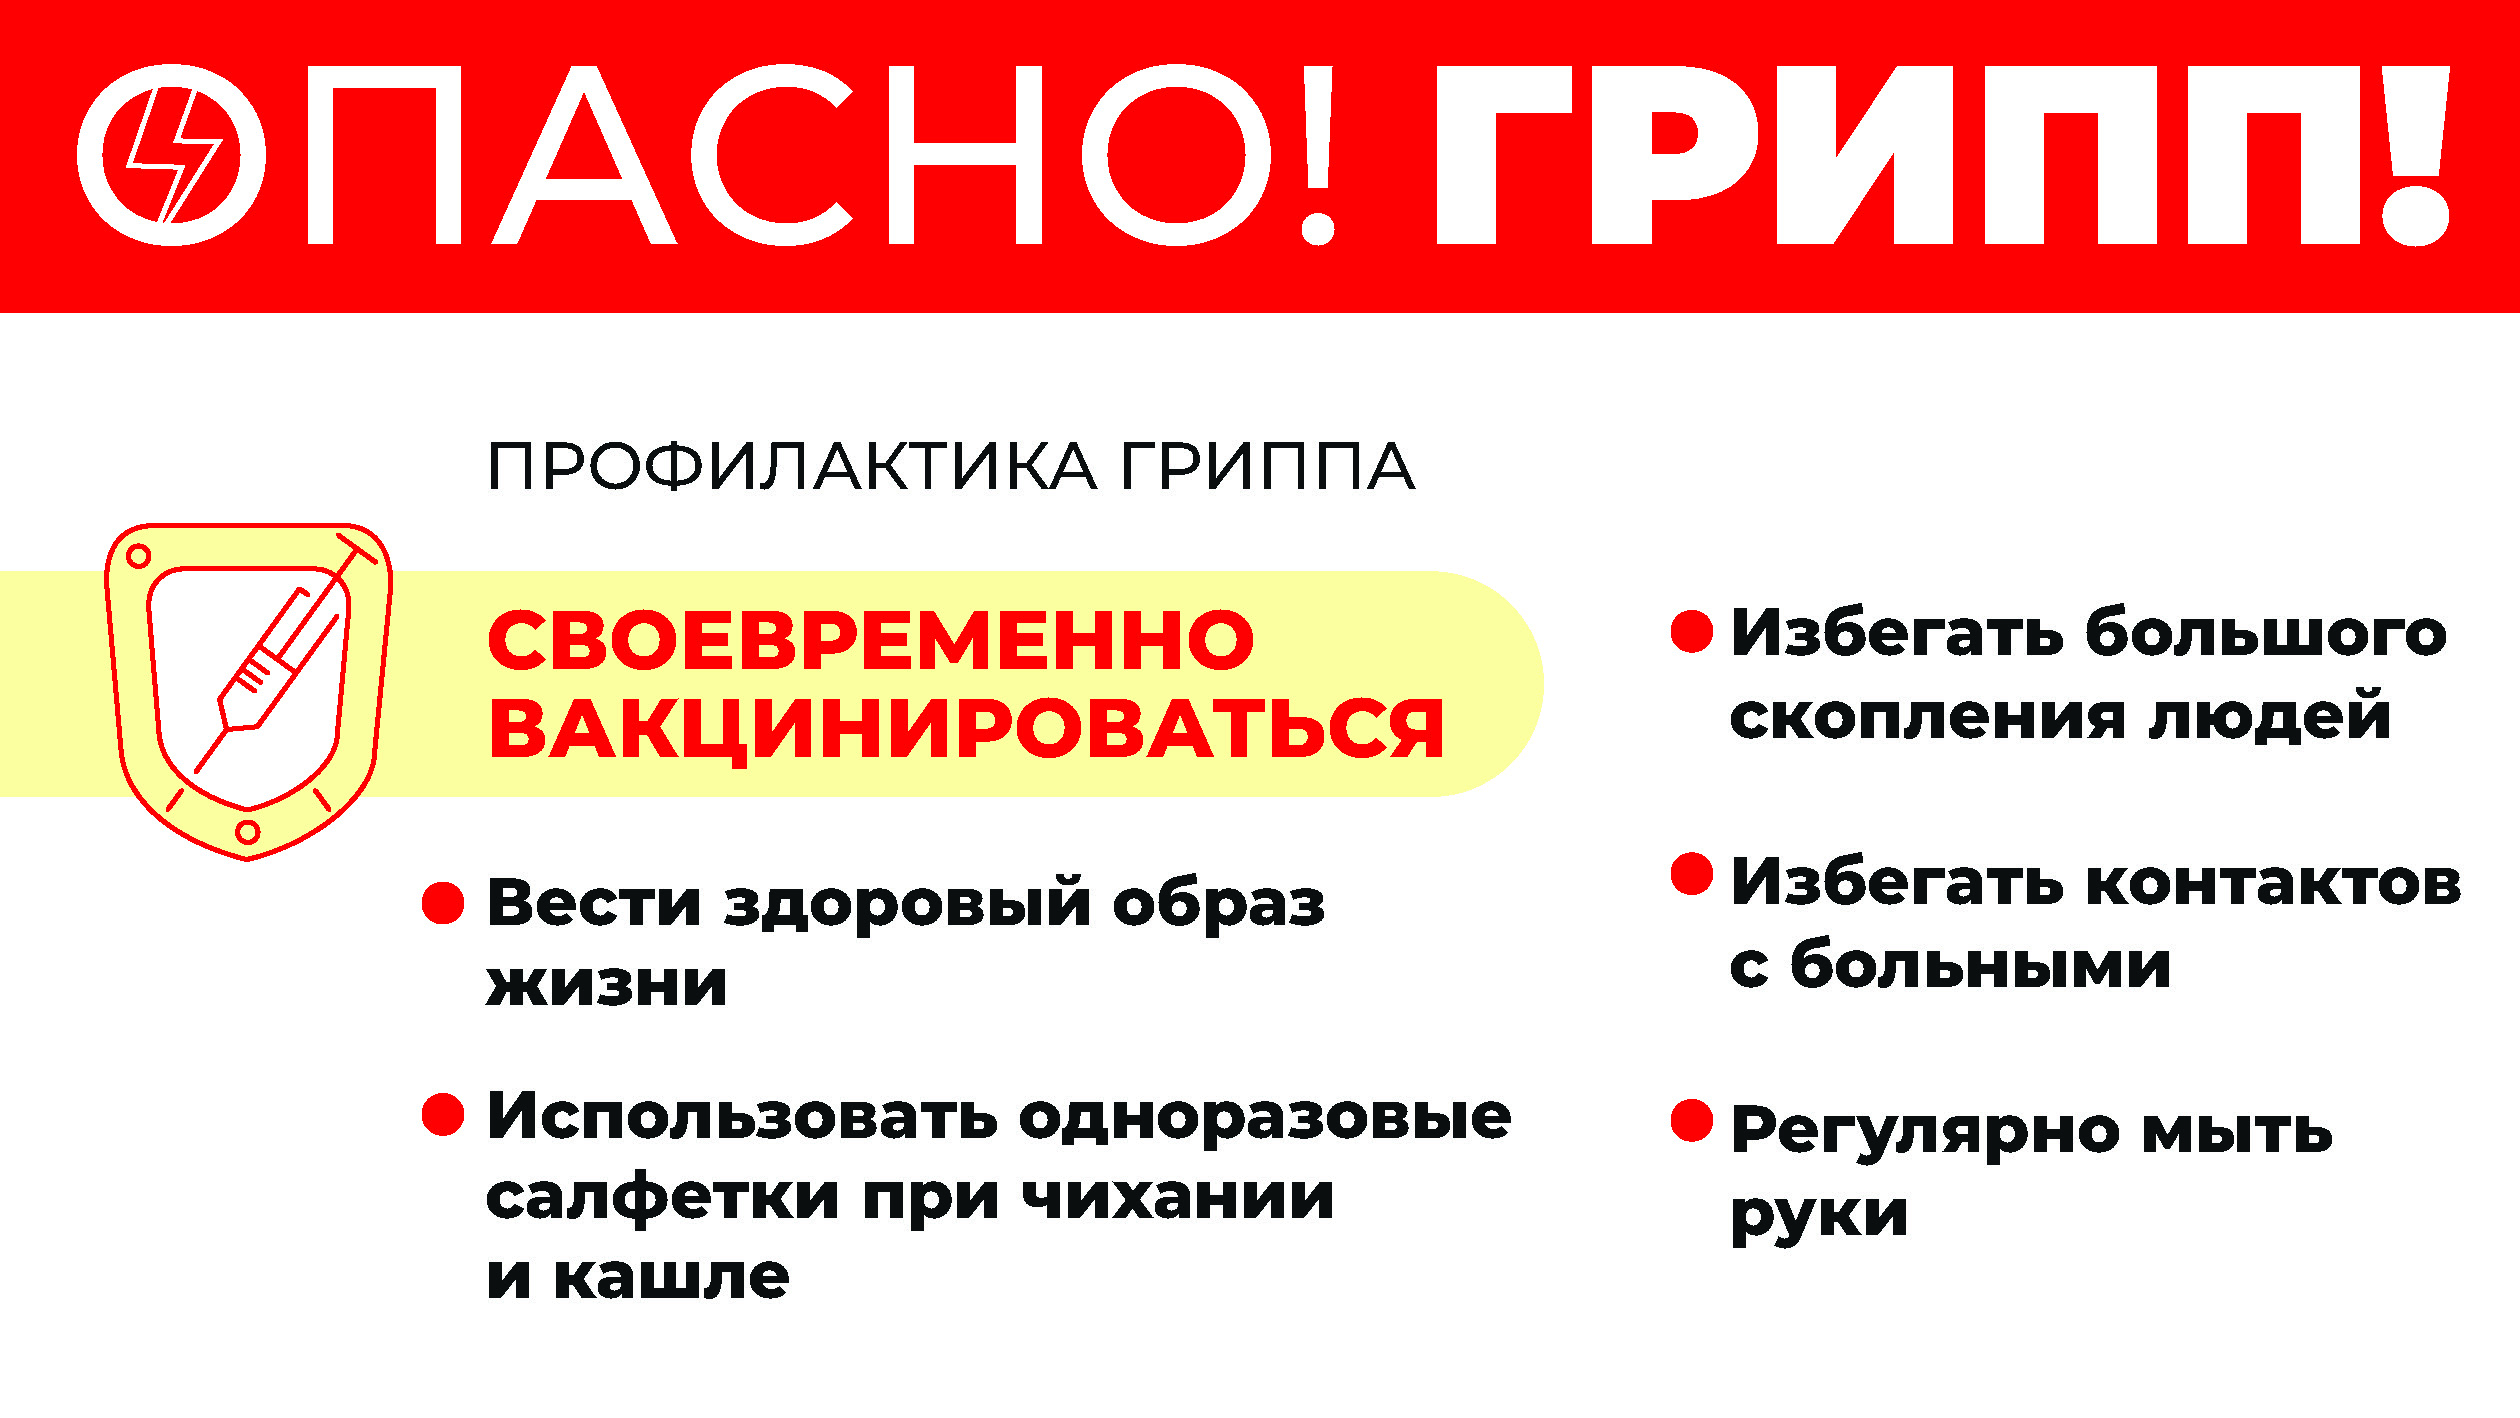 ОПАСНО! ГРИПП!
ПРОФИЛАКТИКА ГРИППА
СВОЕВРЕМЕННО
ВАКЦИНИРОВАТЬСЯ
Вести здоровый образ
жизни
Использовать одноразовые
салфетки при чихании
и кашле
Избегать большого
скопления людей
Избегать контактов
с больными
Регулярно мыть
руки